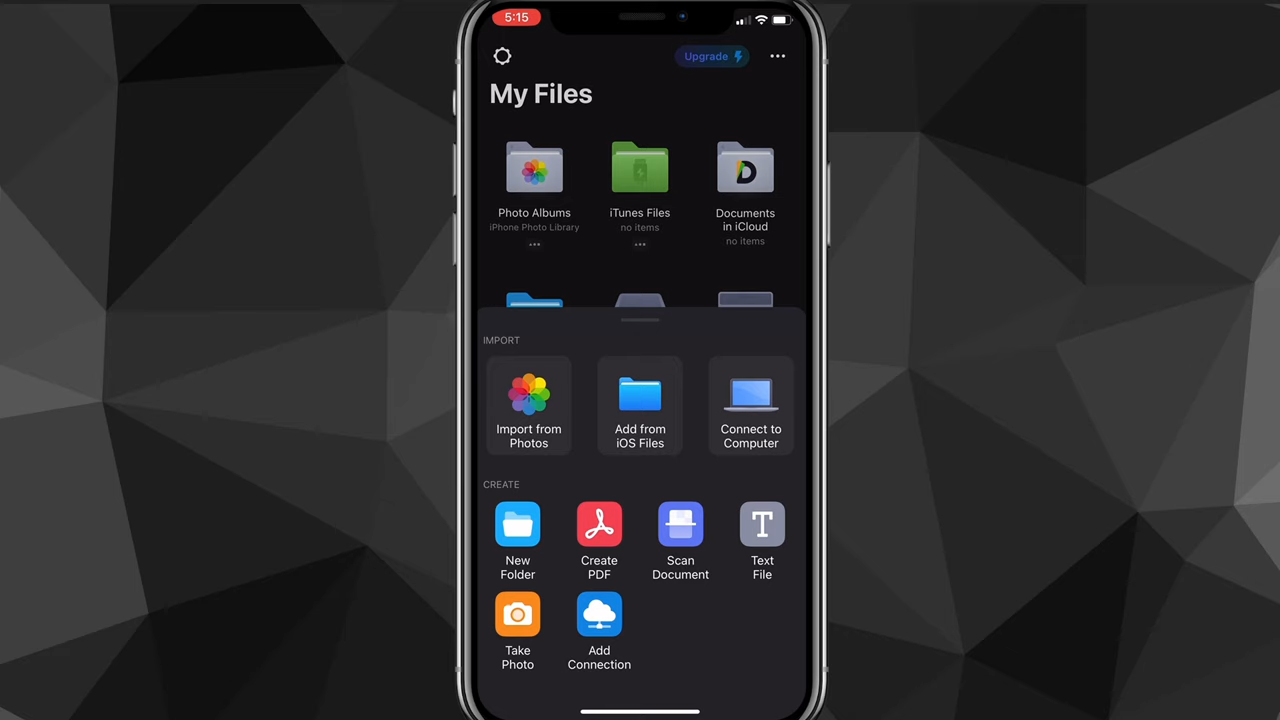 5:15
Upgrade
My Files
Photo Albums
iPhone Photo Library
iTunes Files
no items
Documents
in iCloud
no items
IMPORT
Import from
Photos
Add from
iOS Files
Connect to
Computer
CREATE
New
Folder
Create
PDF
Scan
Document
T
Text
File
Take
Photo
Add
Connection